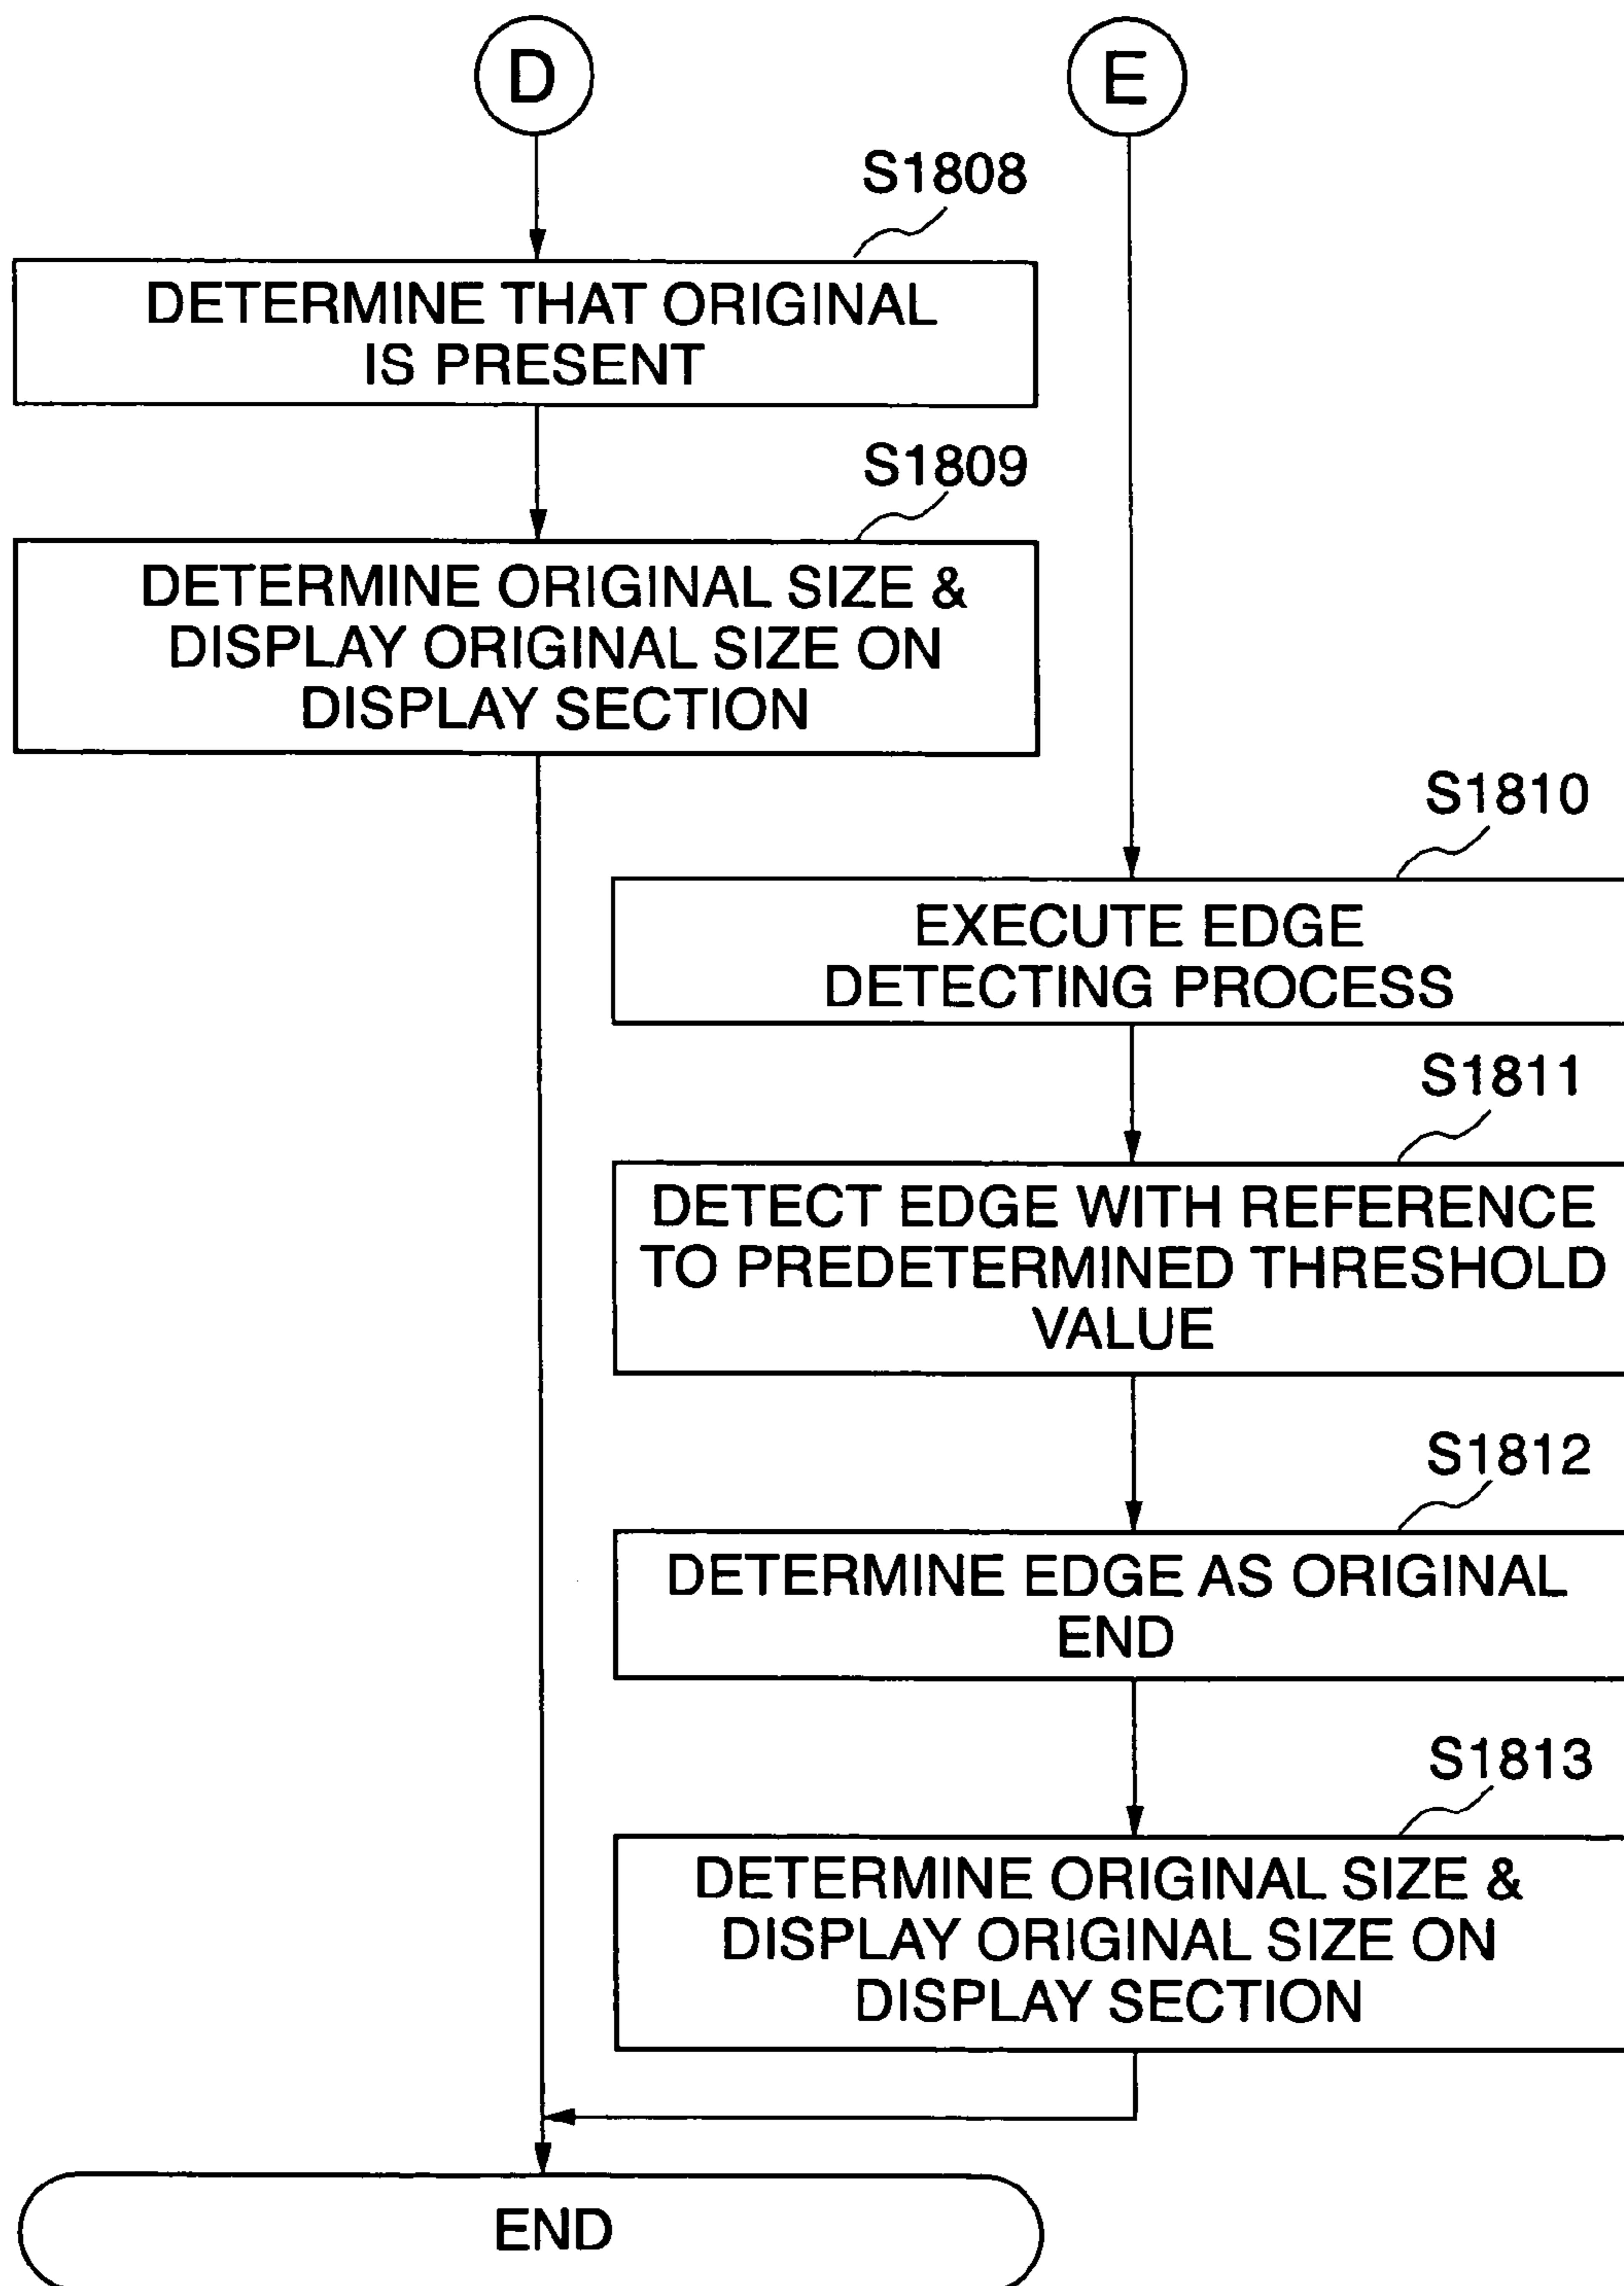 D
E
S1808
DETERMINE THAT ORIGINAL
IS PRESENT
S1809
DETERMINE ORIGINAL SIZE &
DISPLAY ORIGINAL SIZE ON
DISPLAY SECTION
S1810
EXECUTE EDGE
DETECTING PROCESS
S1811
DETECT EDGE WITH REFERENCE
TO PREDETERMINED THRESHOLD
VALUE
S1812
DETERMINE EDGE AS ORIGINAL
END
S1813
DETERMINE ORIGINAL SIZE &
DISPLAY ORIGINAL SIZE ON
DISPLAY SECTION
END